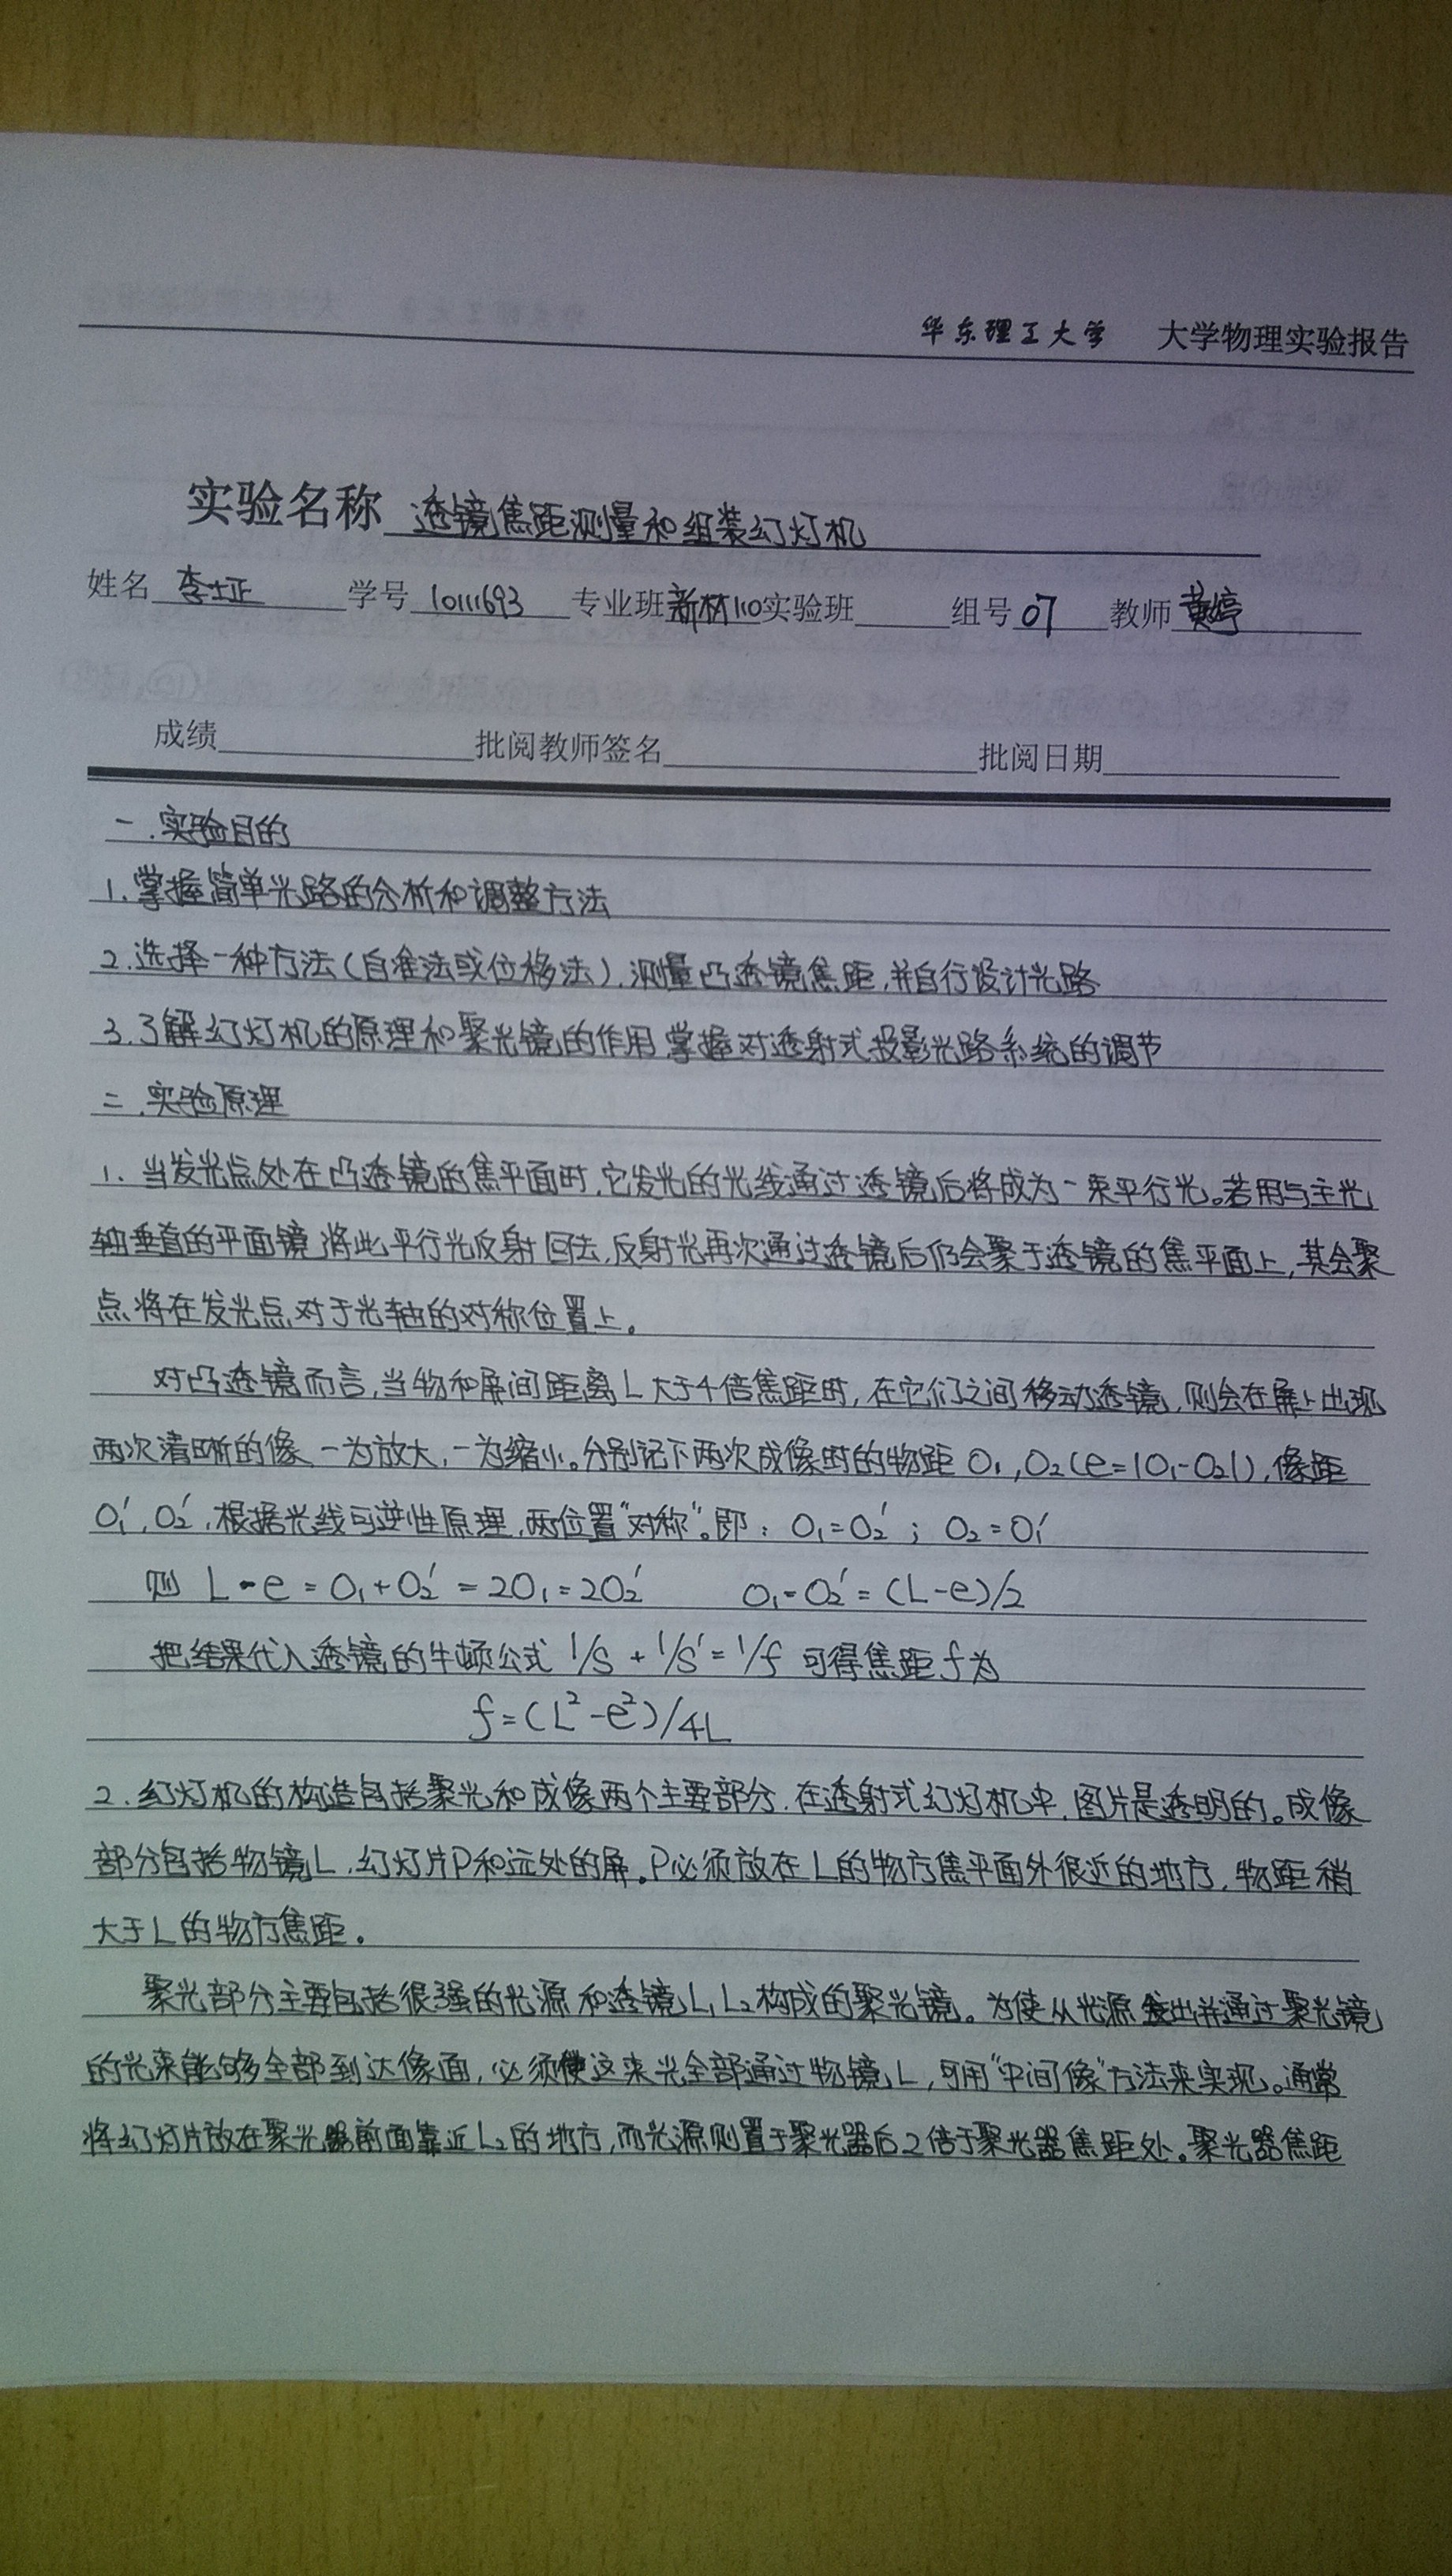 华东理工大学 大学物理实验报告
实验名称 透镜焦距测量和组装幻灯机
姓名 李士正 学号 10111693 专业班 新材110 实验班 组号 07 教师 黄婷
成绩 批阅教师签名 批阅日期
一.实验目的
1.掌握简单光路的分析和调整方法
2.选择一种方法(自准法或位移法),测量凸透镜焦距,并自行设计光路
3.了解幻灯机的原理和聚光镜的作用,掌握对透射式投影光路系统的调节
二.实验原理
1.当发光点处在凸透镜的焦平面时,它发光的光线通过透镜后将成为一束平行光。若用与主光
轴垂直的平面镜将此平行光反射回去,反射光再次通过透镜后仍会聚于透镜的焦平面上,其会聚
点将在发光点对于光轴的对称位置上。
对凸透镜而言,当物和屏间距离L大于4倍焦距时,在它们之间移动透镜,则会在屏上出现
两次清晰的像,一为放大,一为缩小。分别记下两次成像时的物距O₁,O₂(e=|O₁-O₂|),像距
O₁′,O₂′,根据光线可逆性原理,两位置“对称”。即:O₁=O₂′;O₂=O₁′
则 L-e=O₁+O₂′=2O₁=2O₂′ O₁=O₂′=(L-e)/2
把结果代入透镜的牛顿公式 1/s+1/s′=1/f 可得焦距f为
f=(L²-e²)/4L
2.幻灯机的构造包括聚光和成像两个主要部分,在透射式幻灯机中,图片是透明的。成像
部分包括物镜L,幻灯片P和远处的屏。P必须放在L的物方焦平面外很近的地方,物距稍
大于L的物方焦距。
聚光部分主要包括很强的光源和透镜L₁L₂构成的聚光镜。为使从光源发出并通过聚光镜
的光束能够全部到达像面,必须使这束光全部通过物镜L,可用“中间像”方法来实现。通常
将幻灯片放在聚光器前面靠近L₂的地方,而光源则置于聚光器后2倍于聚光器焦距处。聚光器焦距